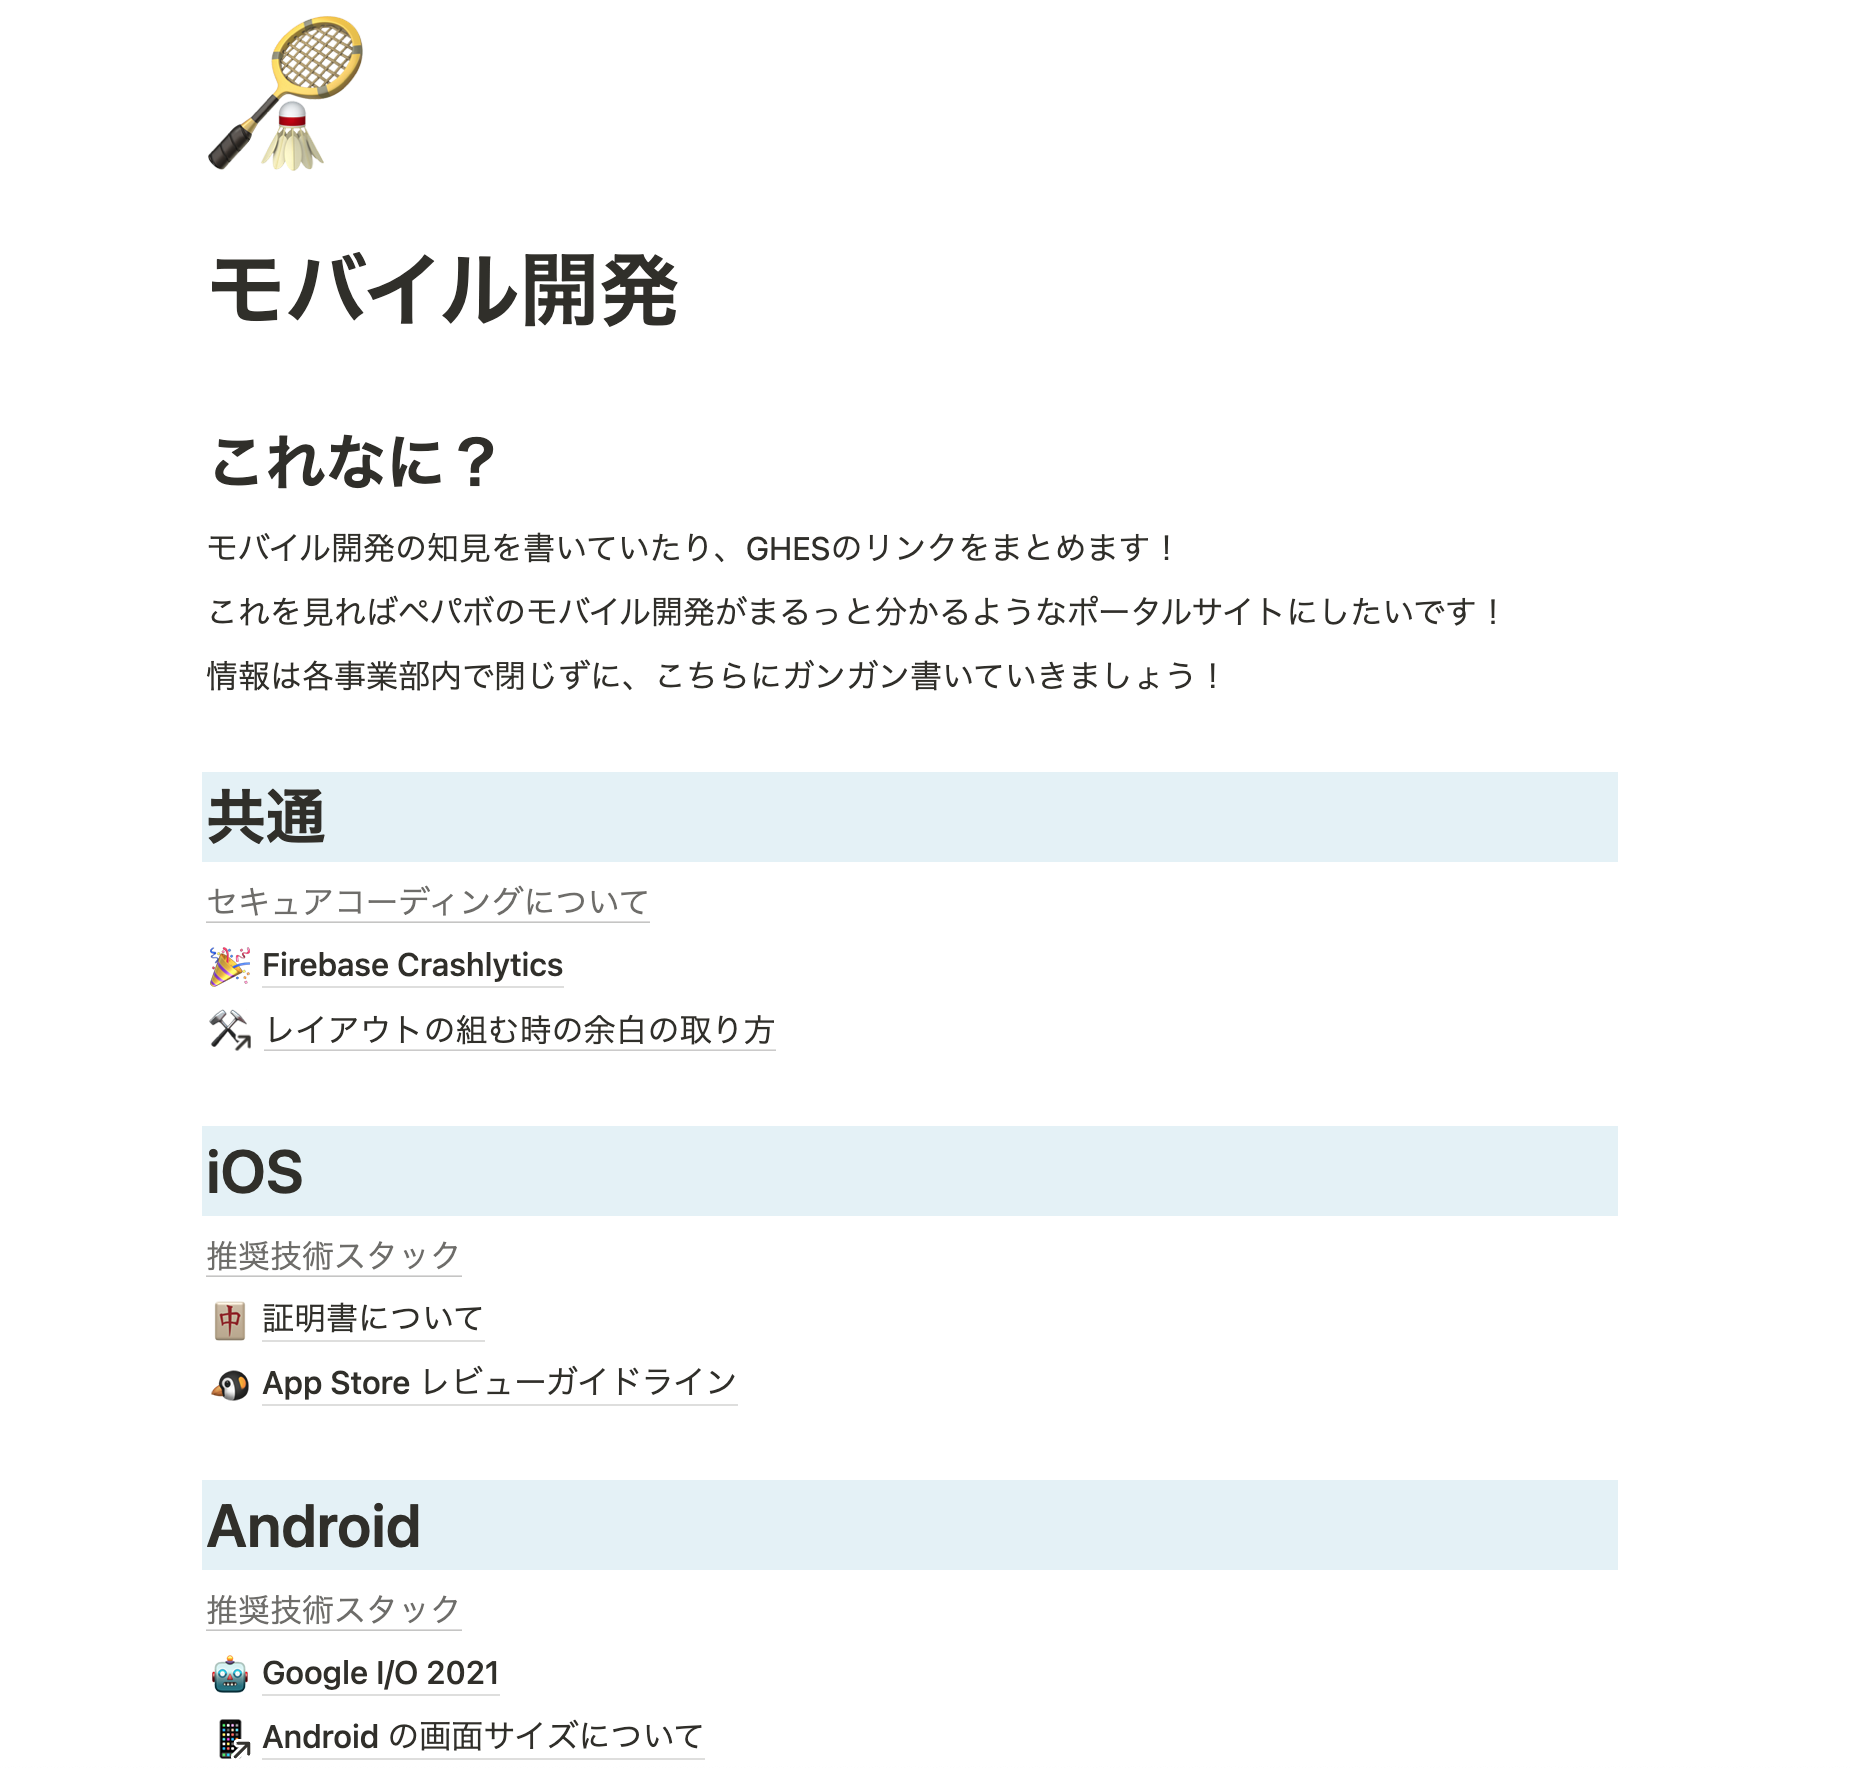 モバイル開発
これなに？
モバイル開発の知見を書いていたり、GHESのリンクをまとめます！
これを見ればペパボのモバイル開発がまるっと分かるようなポータルサイトにしたいです！
情報は各事業部内で閉じずに、こちらにガンガン書いていきましょう！
共通
セキュアコーディングについて
Firebase Crashlytics
レイアウトの組む時の余白の取り方
iOS
推奨技術スタック
証明書について
App Store レビューガイドライン
Android
推奨技術スタック
Google I/O 2021
Android の画面サイズについて